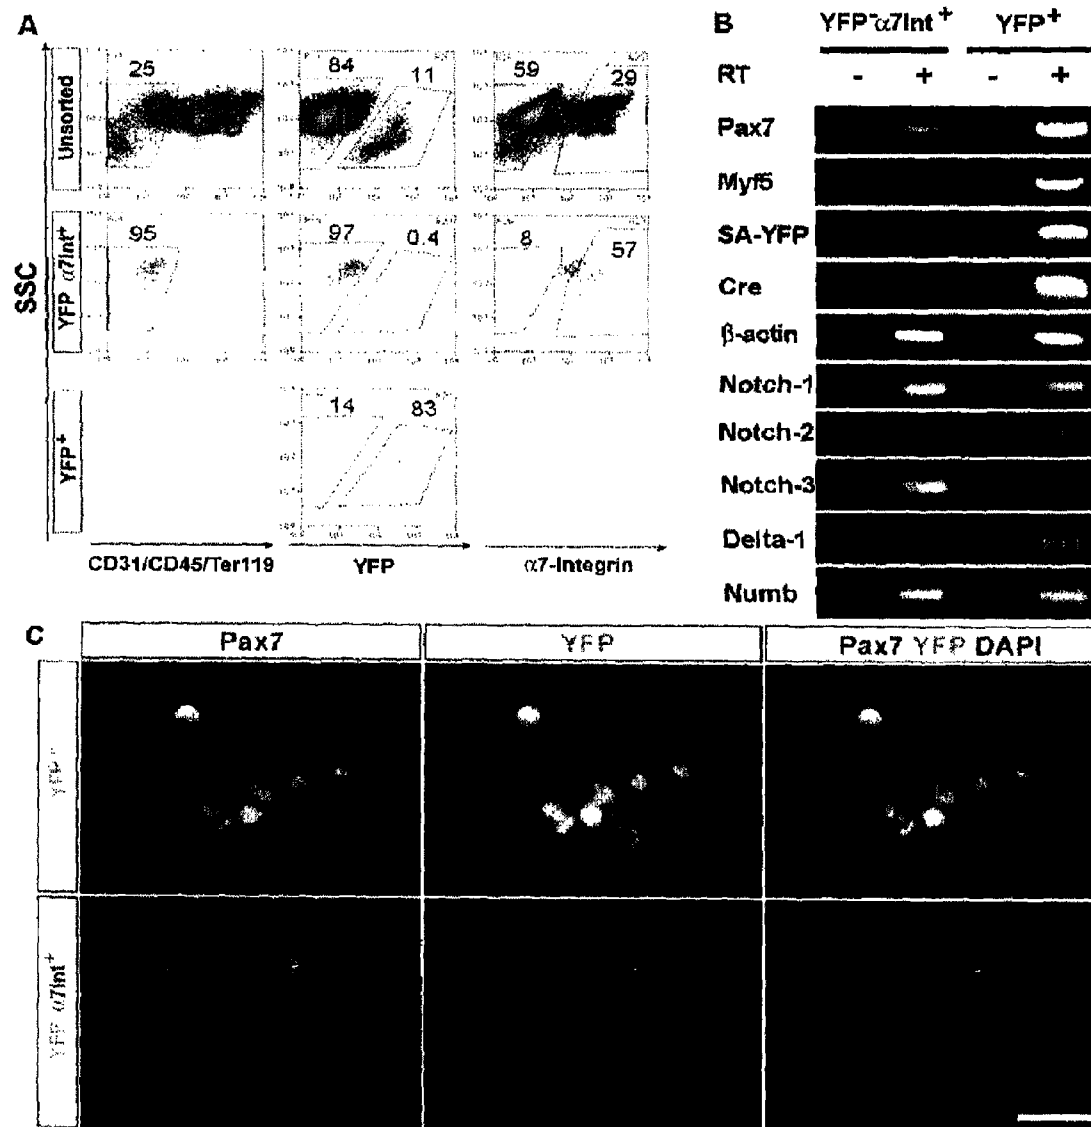 A
Unsorted
25
84
11
59
29
YFP⁻α7Int⁺
95
97
0.4
8
57
YFP⁺
14
83
SSC
CD31/CD45/Ter119
YFP
α7-Integrin
B
YFP⁻α7Int⁺ YFP⁺
RT - + - +
Pax7
Myf5
SA-YFP
Cre
β-actin
Notch-1
Notch-2
Notch-3
Delta-1
Numb
C
Pax7 YFP Pax7 YFP DAPI
YFP⁺
YFP⁻α7Int⁺